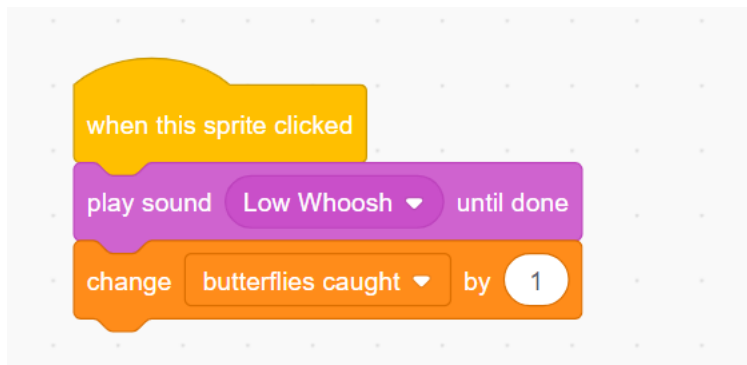 when this sprite clicked
play sound Low Whoosh until done
change butterflies caught by 1